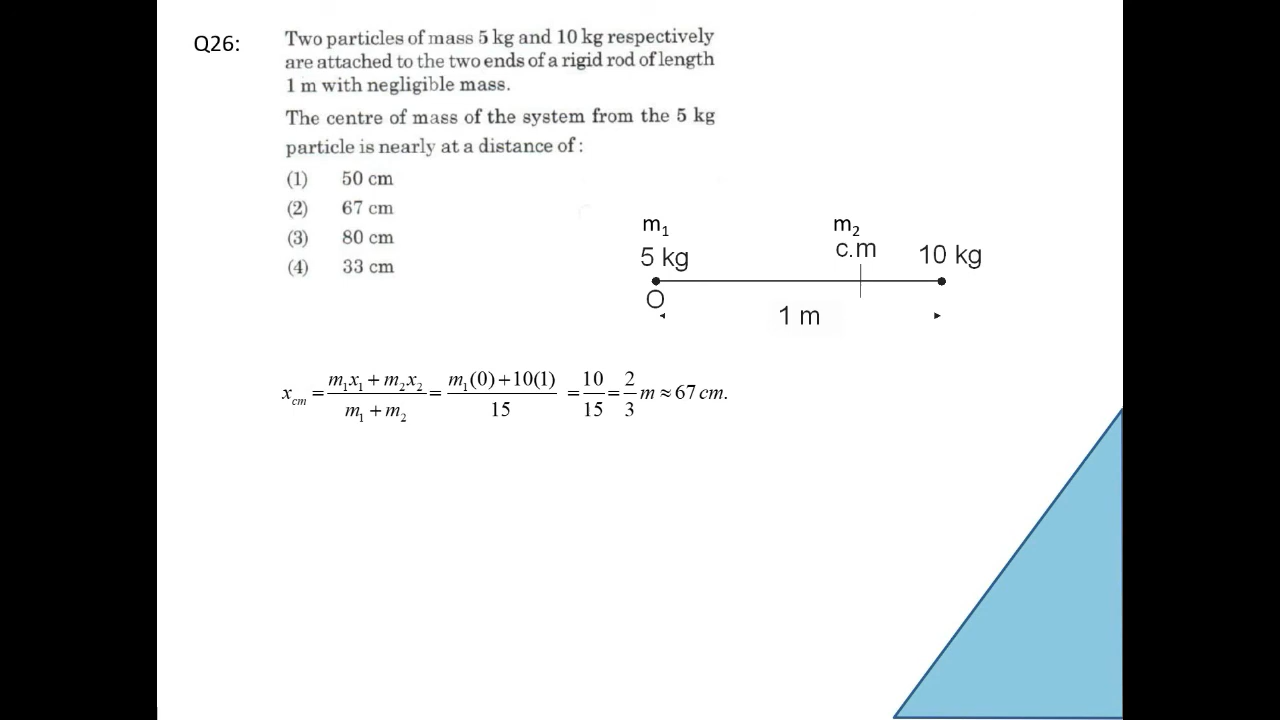 Q26:
Two particles of mass 5 kg and 10 kg respectively
are attached to the two ends of a rigid rod of length
1 m with negligible mass.
The centre of mass of the system from the 5 kg
particle is nearly at a distance of :
(1) 50 cm
(2) 67 cm
(3) 80 cm
(4) 33 cm
m₁ m₂
5 kg c.m 10 kg
O
1 m
x_cm = (m₁x₁ + m₂x₂)/(m₁ + m₂) = (m₁(0) + 10(1))/15 = 10/15 = 2/3 m ≈ 67 cm.